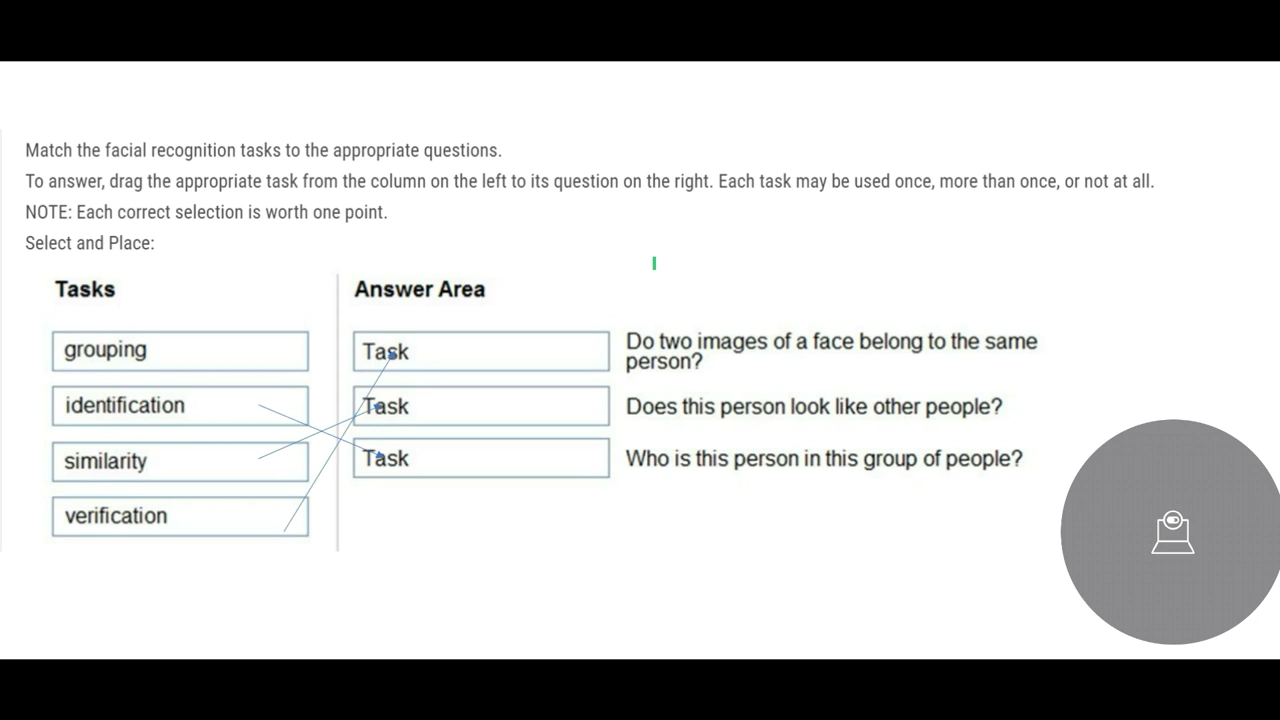 Match the facial recognition tasks to the appropriate questions.
To answer, drag the appropriate task from the column on the left to its question on the right. Each task may be used once, more than once, or not at all.
NOTE: Each correct selection is worth one point.
Select and Place:
Tasks
grouping
identification
similarity
verification
Answer Area
Task
Do two images of a face belong to the same
person?
Task
Does this person look like other people?
Task
Who is this person in this group of people?